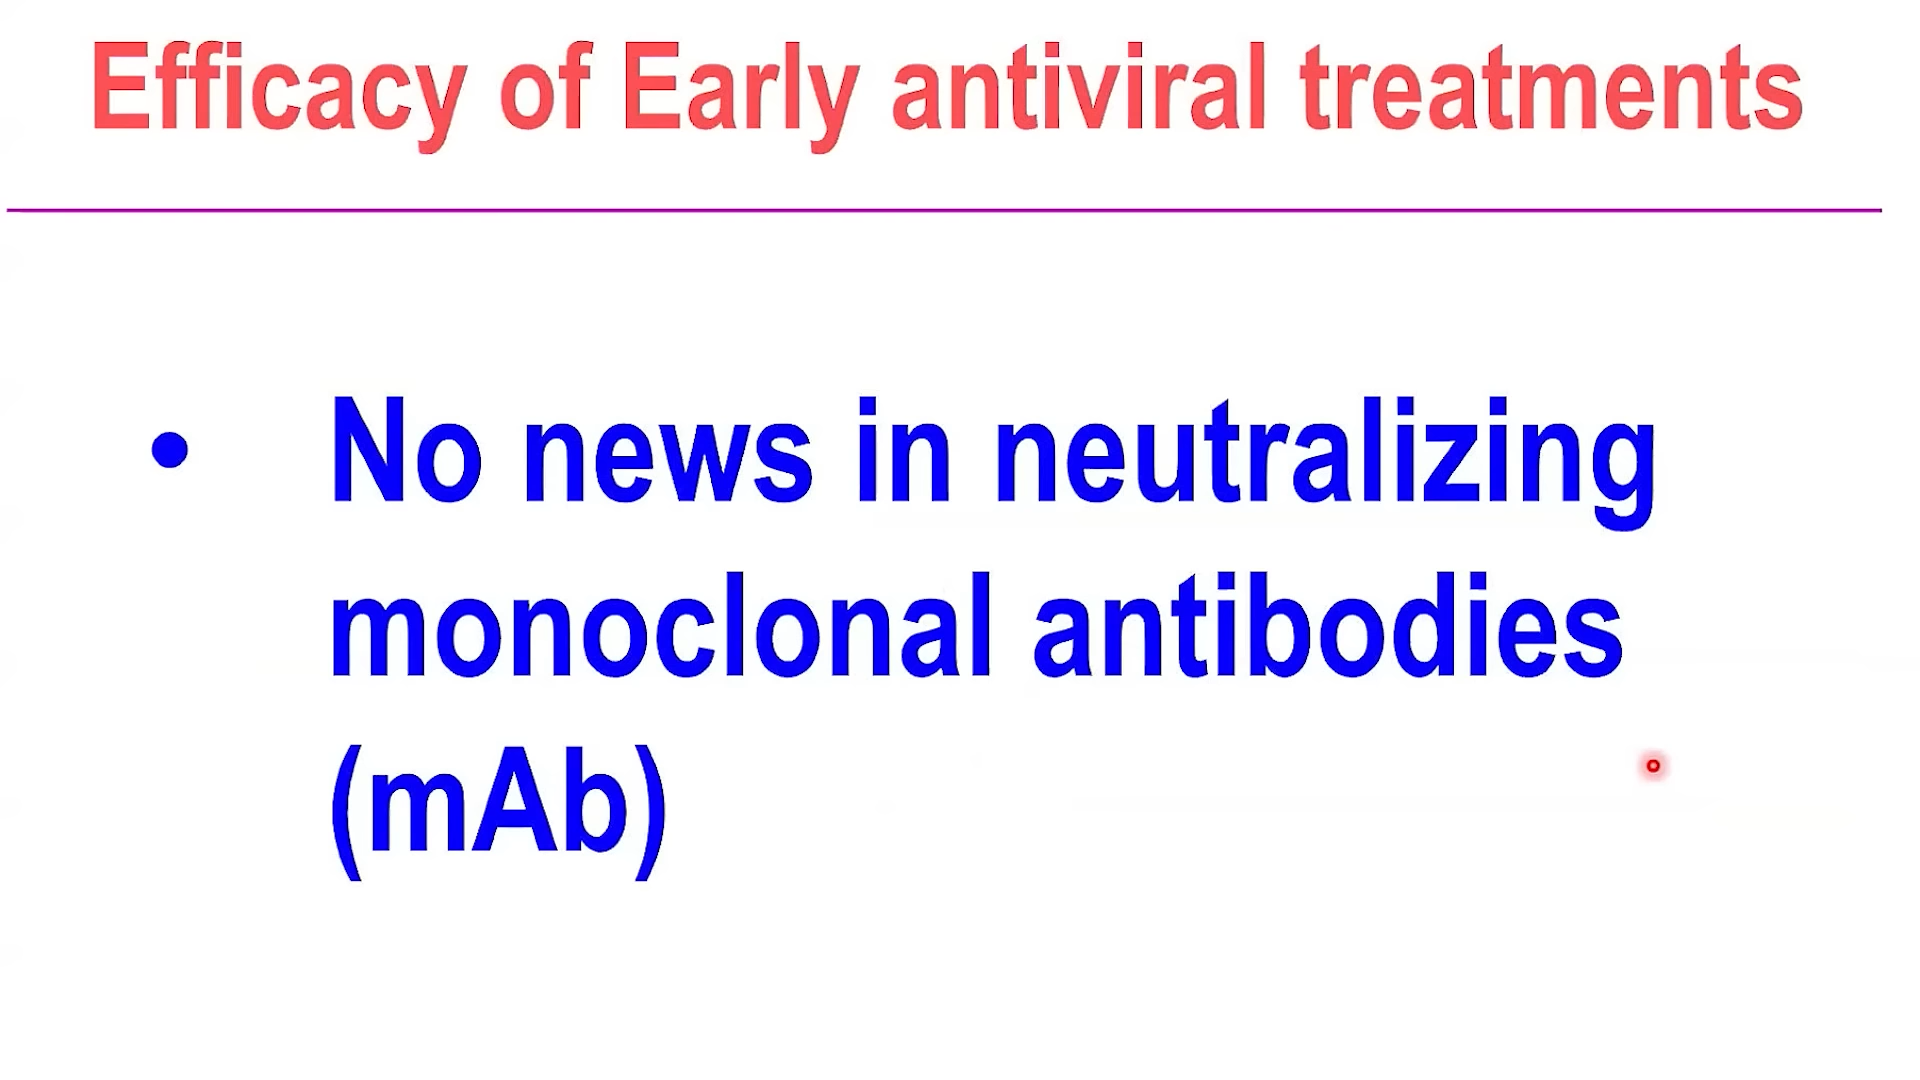 Efficacy of Early antiviral treatments
• No news in neutralizing
monoclonal antibodies
(mAb)